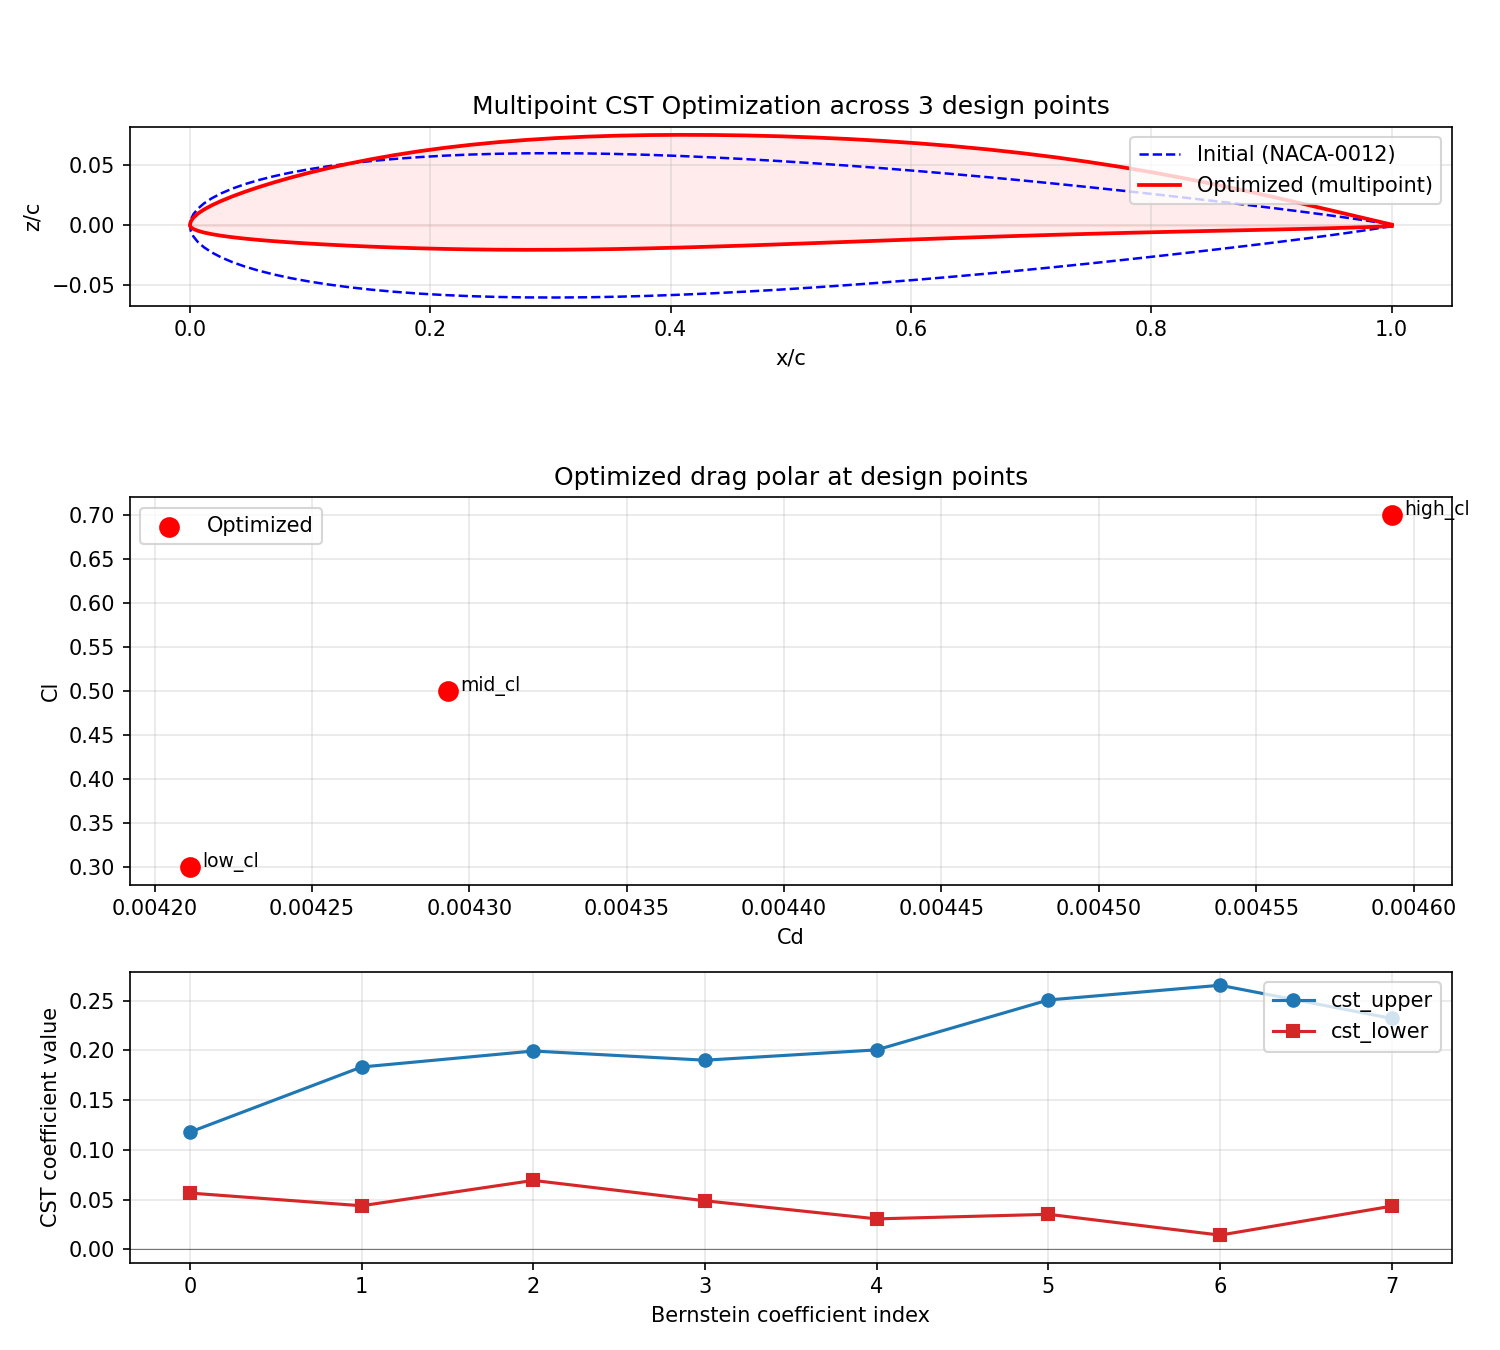 Multipoint CST Optimization across 3 design points
Initial (NACA-0012)
Optimized (multipoint)
z/c
0.05
0.00
−0.05
0.0 0.2 0.4 0.6 0.8 1.0
x/c
Optimized drag polar at design points
Optimized
high_cl
mid_cl
low_cl
Cl
0.70
0.65
0.60
0.55
0.50
0.45
0.40
0.35
0.30
0.00420 0.00425 0.00430 0.00435 0.00440 0.00445 0.00450 0.00455 0.00460
Cd
cst_upper
cst_lower
CST coefficient value
0.25
0.20
0.15
0.10
0.05
0.00
0 1 2 3 4 5 6 7
Bernstein coefficient index